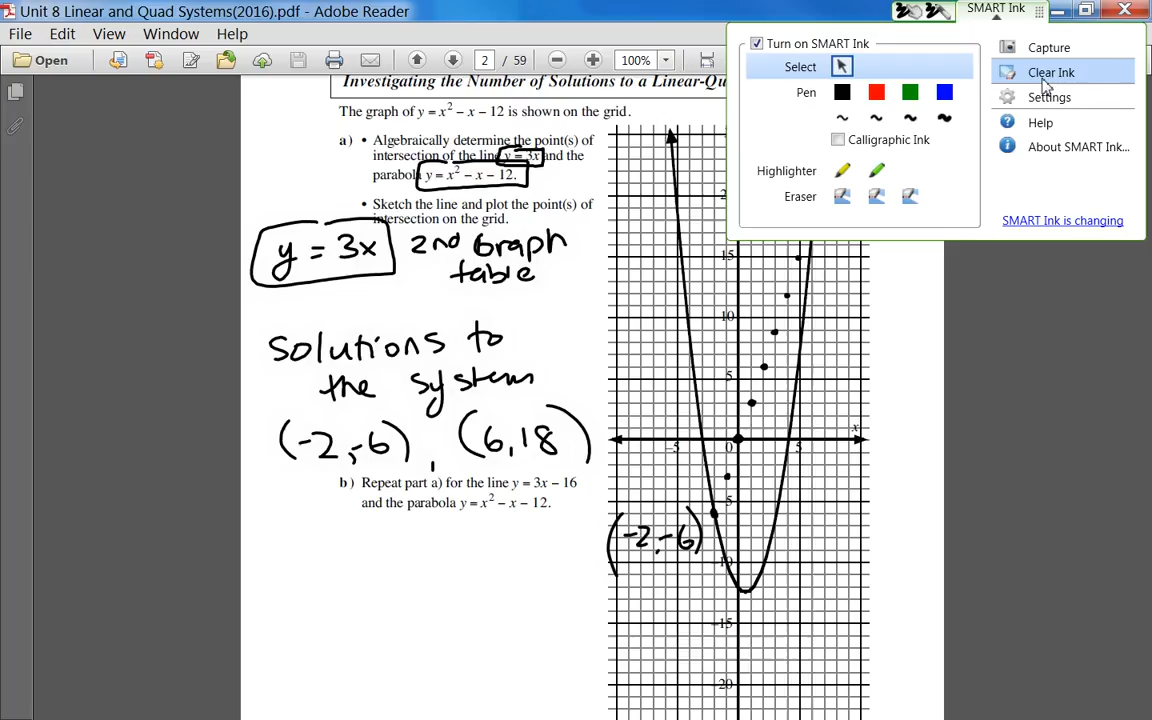 Unit 8 Linear and Quad Systems(2016).pdf - Adobe Reader
SMART Ink
File Edit View Window Help
Open 2 / 59 100%
Turn on SMART Ink
Select
Pen
Calligraphic Ink
Highlighter
Eraser
Capture
Clear Ink
Settings
Help
About SMART Ink...
SMART Ink is changing
Investigating the Number of Solutions to a Linear-Qu
The graph of y = x² − x − 12 is shown on the grid.
a) • Algebraically determine the point(s) of
intersection of the line y = 3x and the
parabola y = x² − x − 12.
• Sketch the line and plot the point(s) of
intersection on the grid.
y = 3x 2nd Graph
table
solutions to
the system
(-2,-6), (6,18)
b) Repeat part a) for the line y = 3x − 16
and the parabola y = x² − x − 12.
15
10
5
x
−5 0 5
−5
(-2,-6)
−10
−15
−20